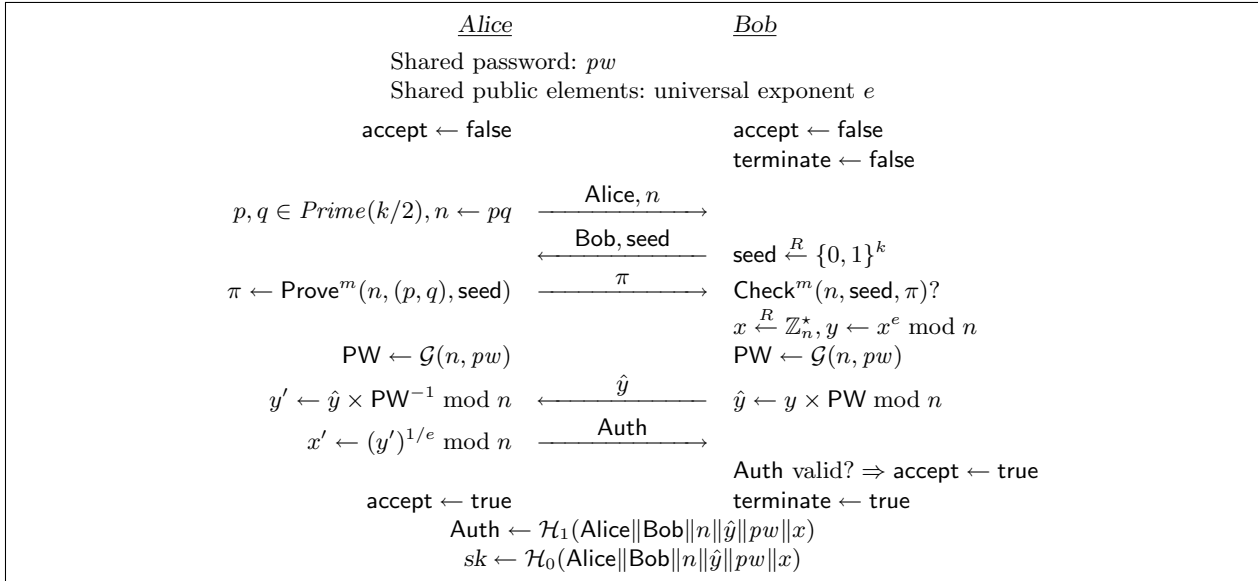 Alice Bob
Shared password: pw
Shared public elements: universal exponent e
accept ← false accept ← false
terminate ← false
p, q ∈ Prime(k/2), n ← pq Alice, n
Bob, seed seed ←R {0, 1}^k
π ← Prove^m(n, (p, q), seed) π Check^m(n, seed, π)?
x ←R ℤ_n^⋆, y ← x^e mod n
PW ← 𝒢(n, pw) PW ← 𝒢(n, pw)
y′ ← ŷ × PW^−1 mod n ŷ ŷ ← y × PW mod n
x′ ← (y′)^1/e mod n Auth
Auth valid? ⇒ accept ← true
accept ← true terminate ← true
Auth ← ℋ_1(Alice‖Bob‖n‖ŷ‖pw‖x)
sk ← ℋ_0(Alice‖Bob‖n‖ŷ‖pw‖x)